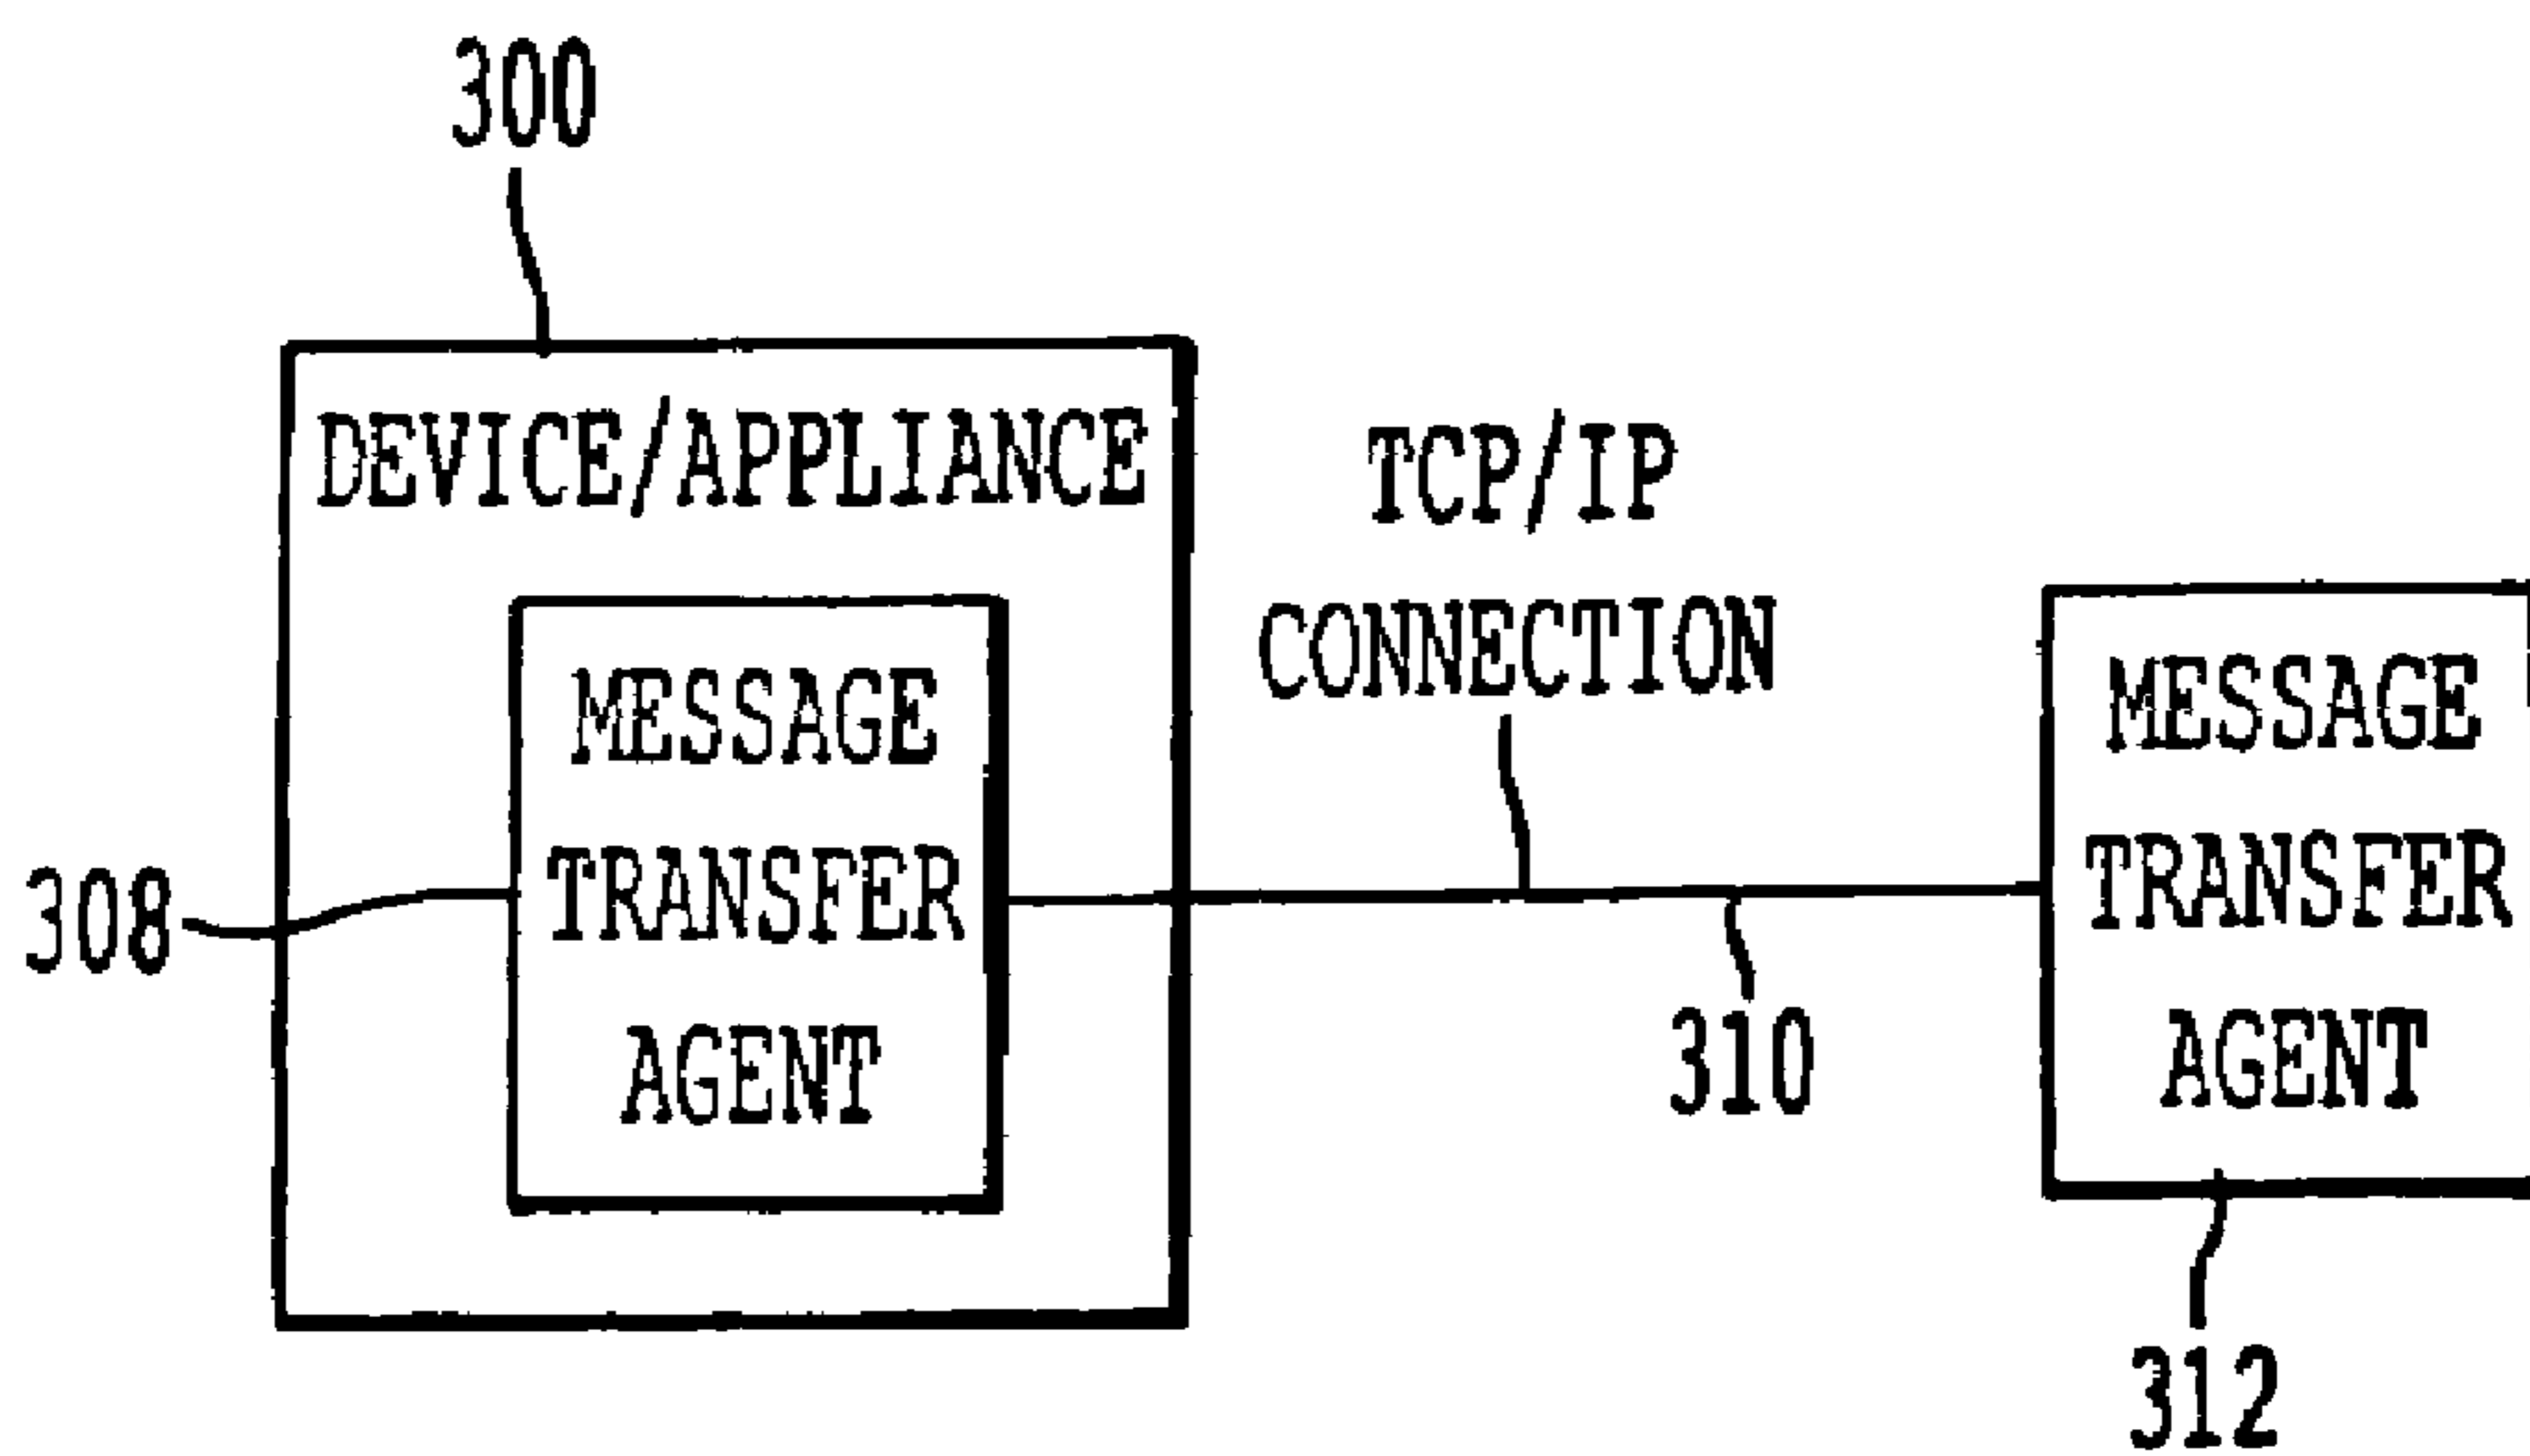 300
DEVICE/APPLIANCE
MESSAGE
TRANSFER
AGENT
308
TCP/IP
CONNECTION
310
MESSAGE
TRANSFER
AGENT
312